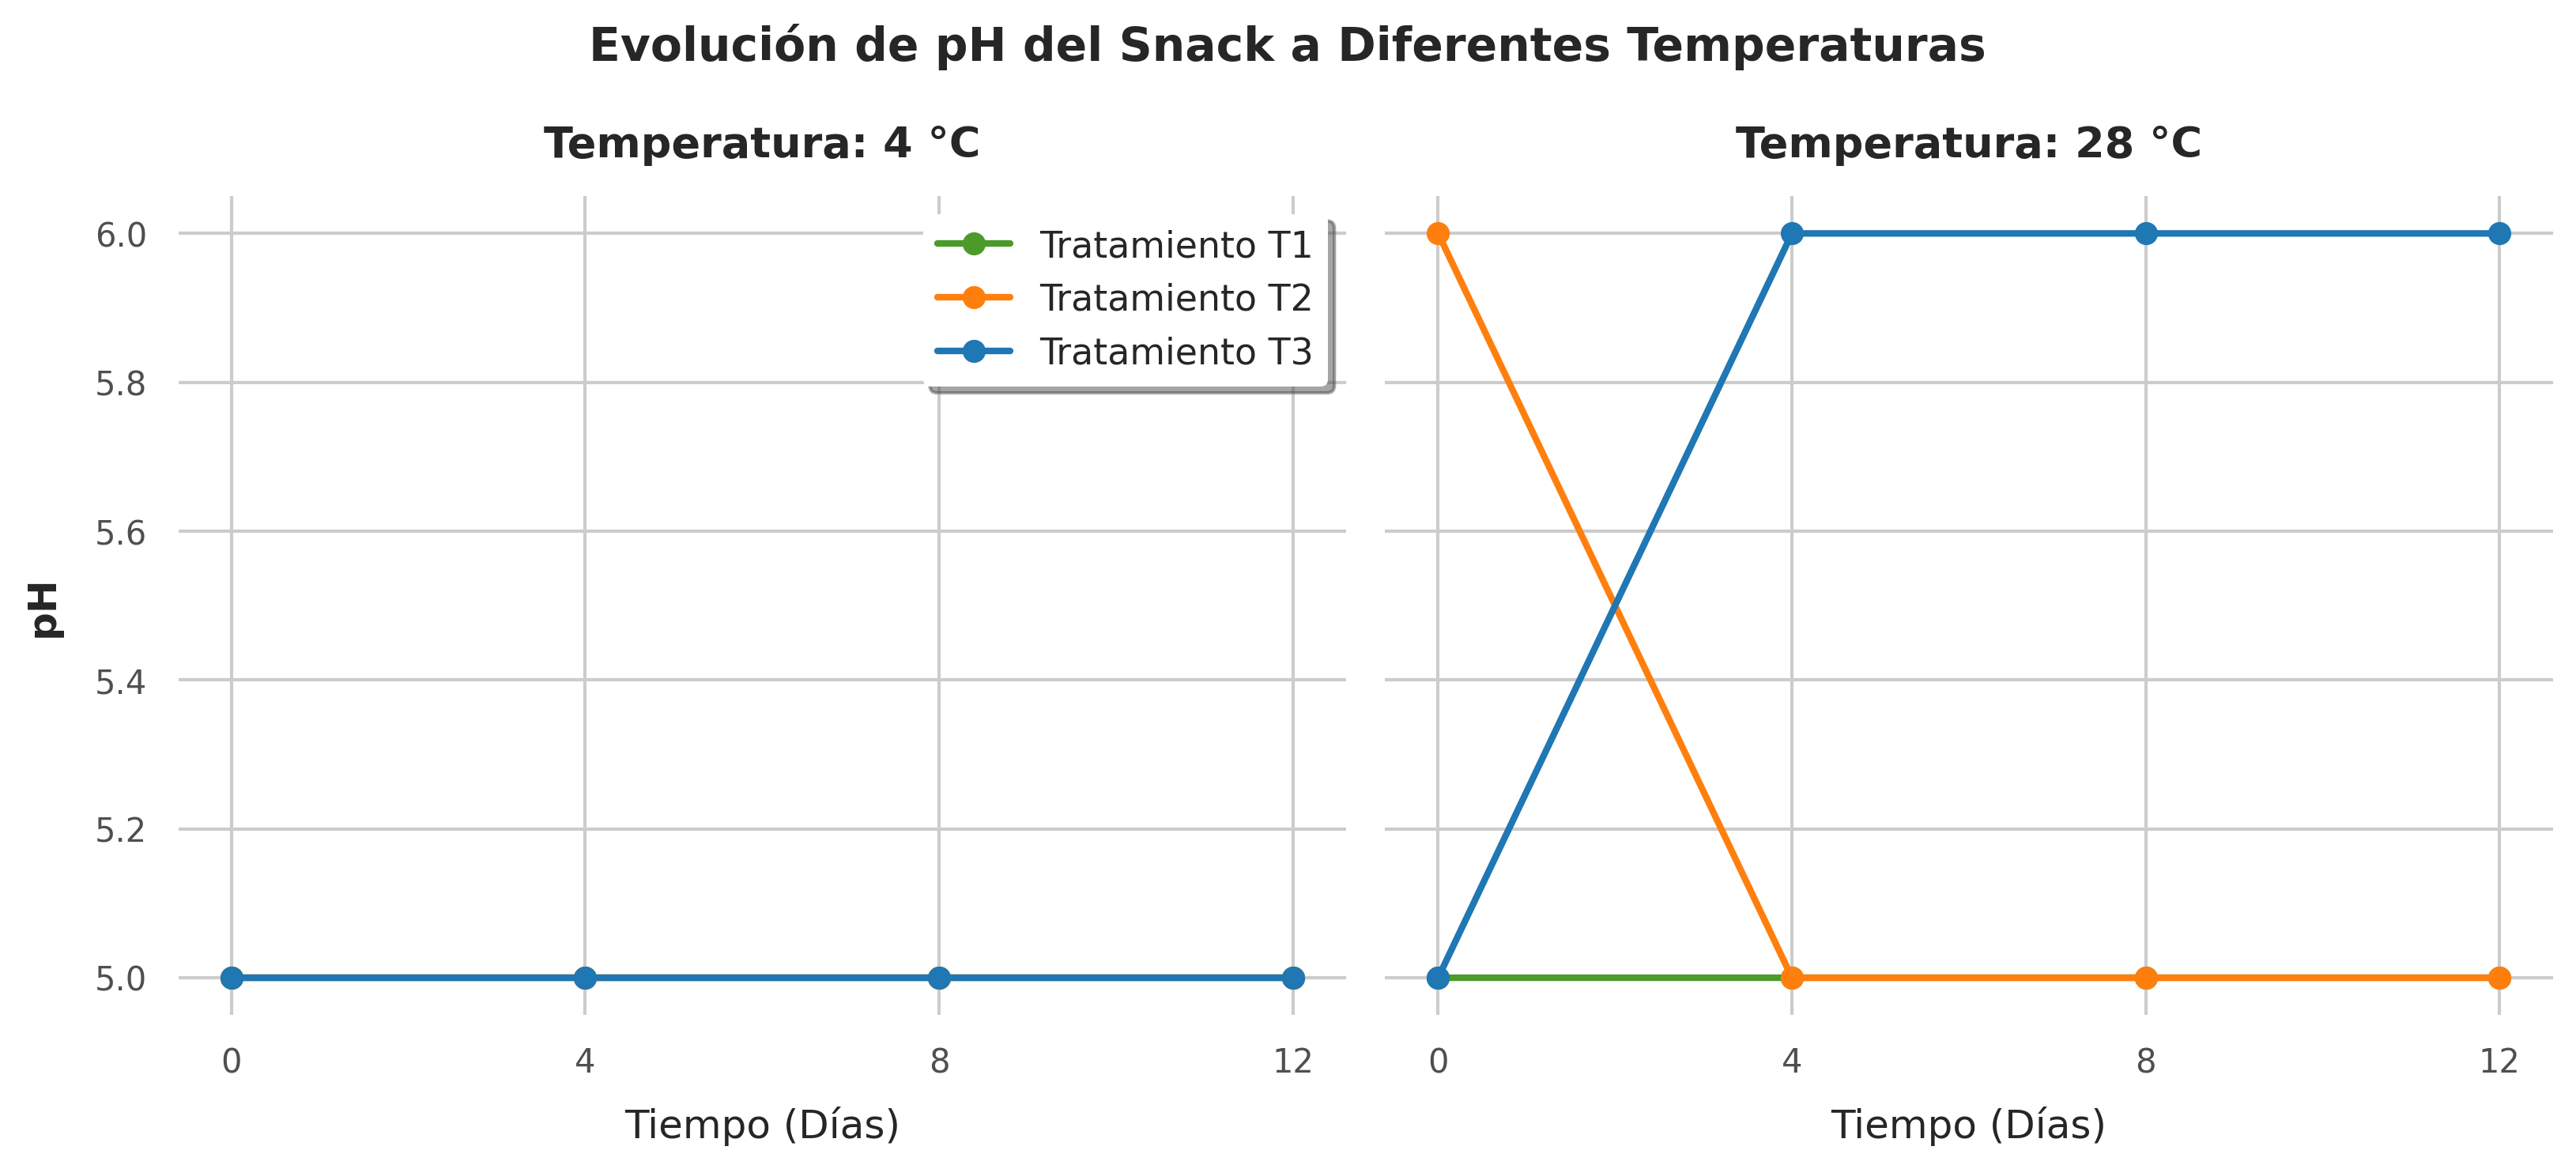 Evolución de pH del Snack a Diferentes Temperaturas
Temperatura: 4 °C
Temperatura: 28 °C
Tratamiento T1
Tratamiento T2
Tratamiento T3
pH
6.0
5.8
5.6
5.4
5.2
5.0
0 4 8 12
0 4 8 12
Tiempo (Días)
Tiempo (Días)